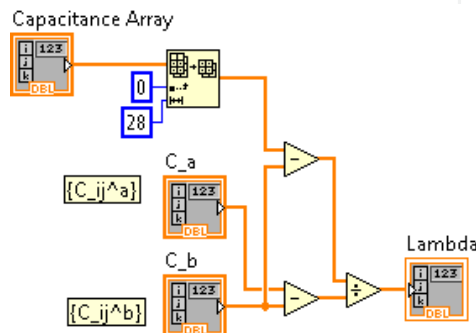 Capacitance Array
i
j
k
123
DBL
0
28
C_a
{C_ij^a}
i
j
k
123
DBL
-
C_b
{C_ij^b}
i
j
k
123
DBL
-
÷
Lambda
i
j
k
123
DBL